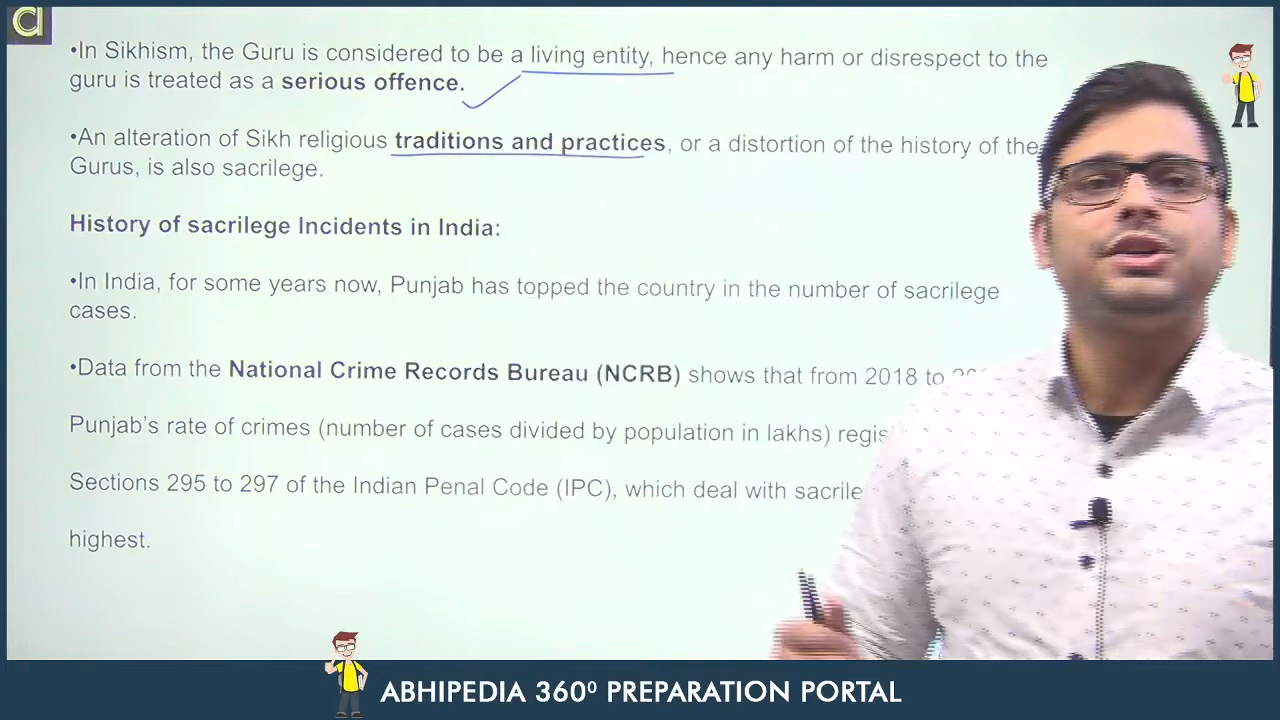 •In Sikhism, the Guru is considered to be a living entity, hence any harm or disrespect to the
guru is treated as a serious offence.
•An alteration of Sikh religious traditions and practices, or a distortion of the history of the
Gurus, is also sacrilege.
History of sacrilege Incidents in India:
•In India, for some years now, Punjab has topped the country in the number of sacrilege
cases.
•Data from the National Crime Records Bureau (NCRB) shows that from 2018 to
Punjab's rate of crimes (number of cases divided by population in lakhs)
Sections 295 to 297 of the Indian Penal Code (IPC), which deal with
highest.
ABHIPEDIA 360⁰ PREPARATION PORTAL